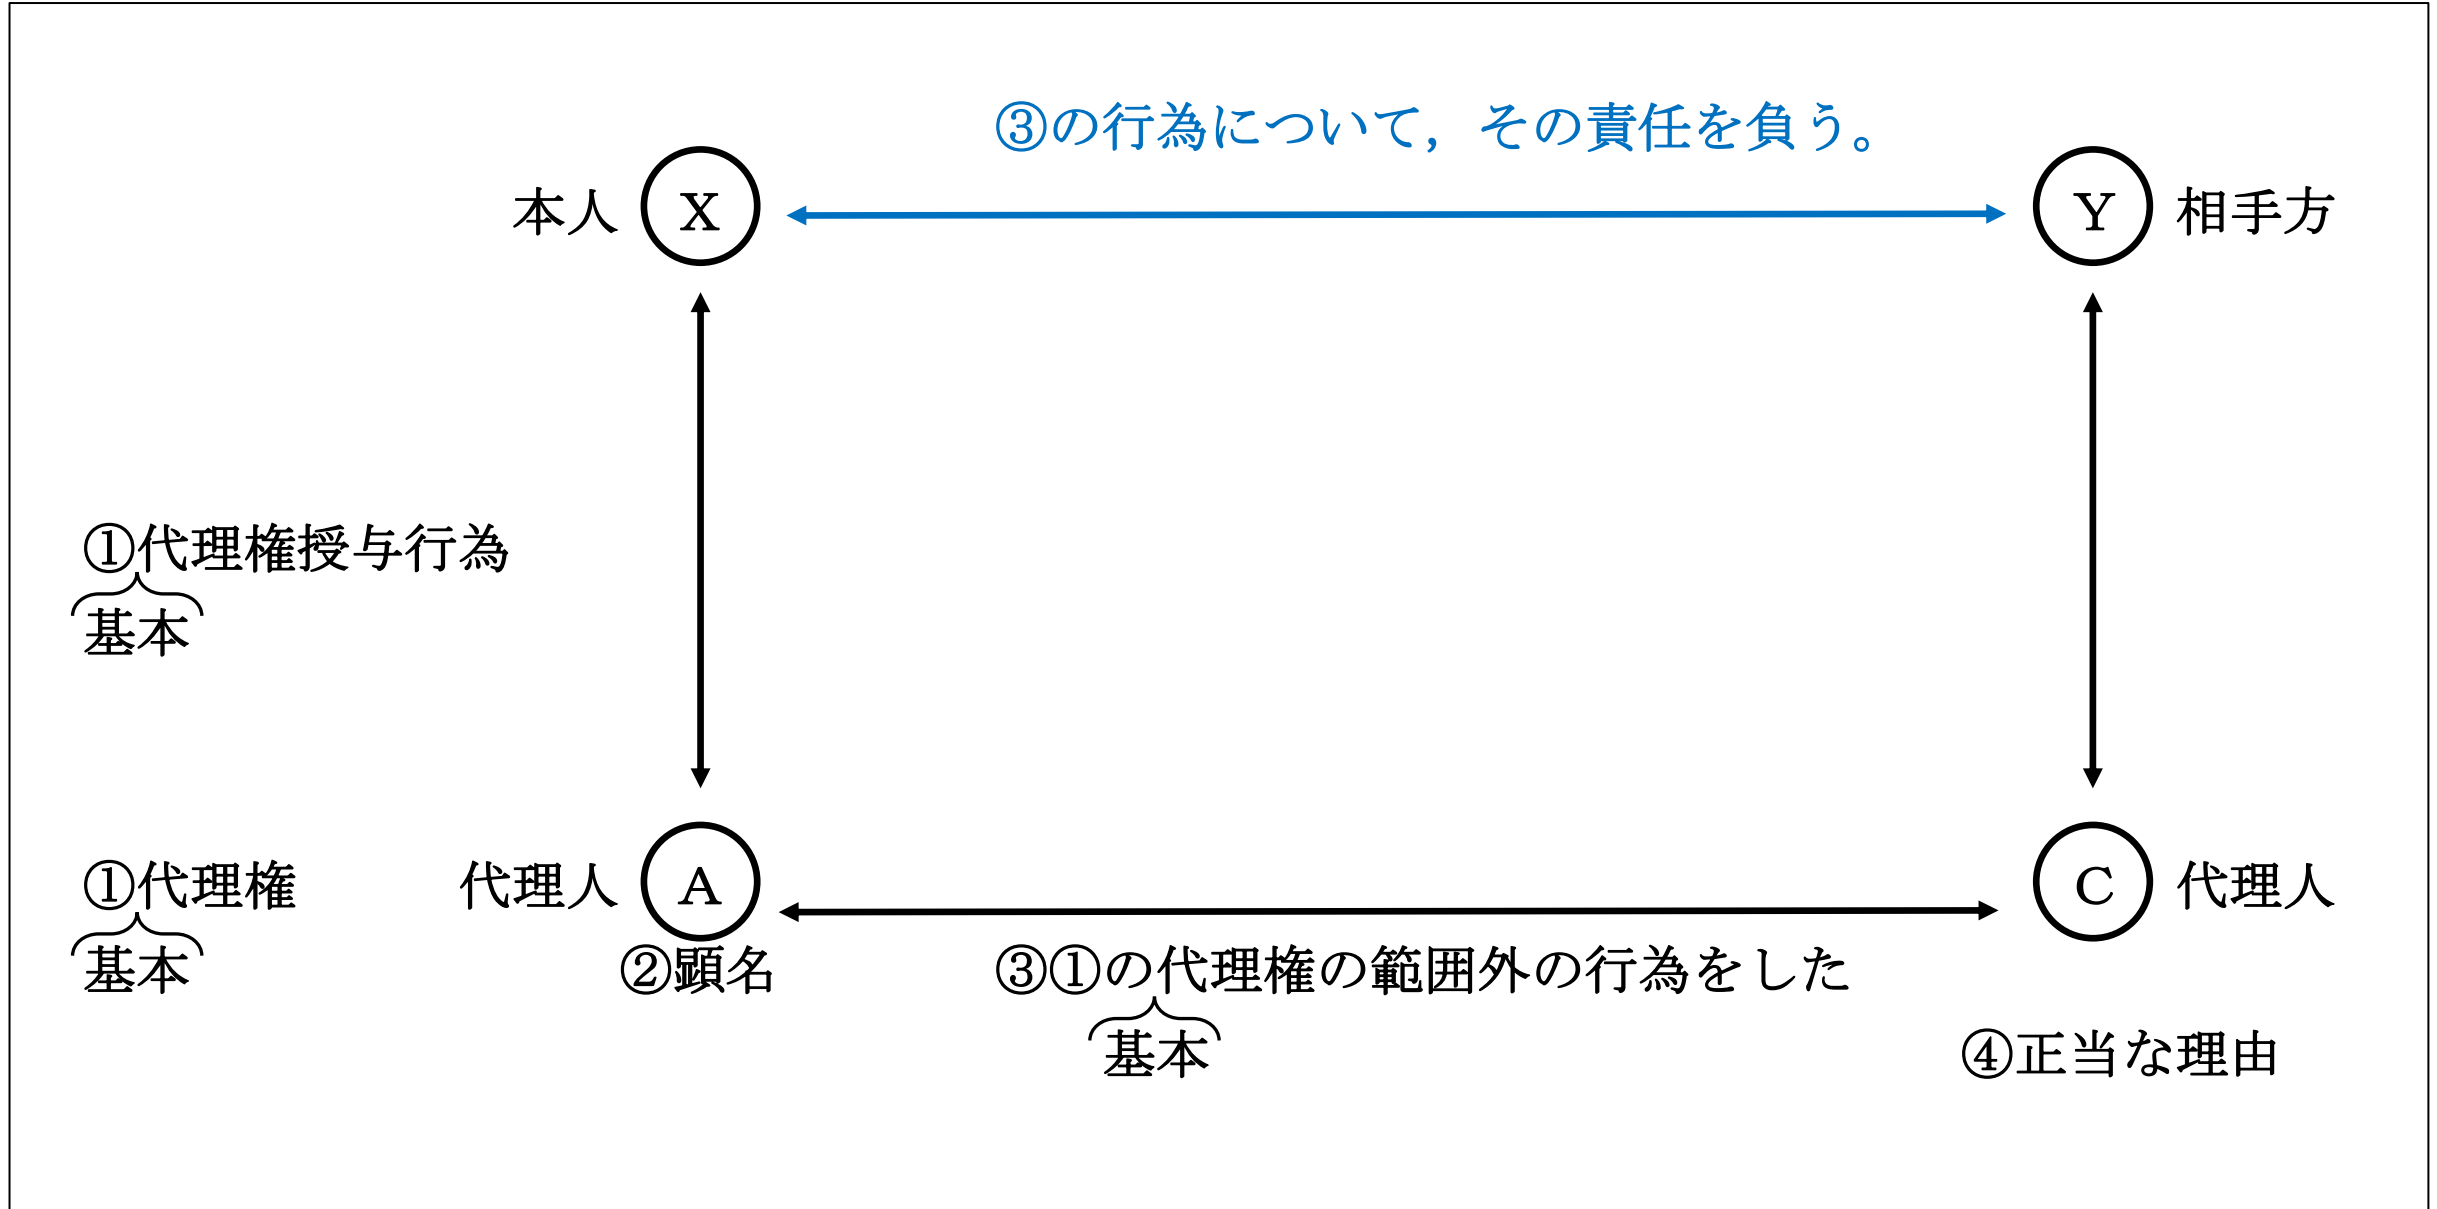 ③の行為について，その責任を負う。
本人 X Y 相手方
①代理権授与行為
基本
①代理権 代理人 A C 代理人
基本 ②顕名 ③①の代理権の範囲外の行為をした
基本 ④正当な理由